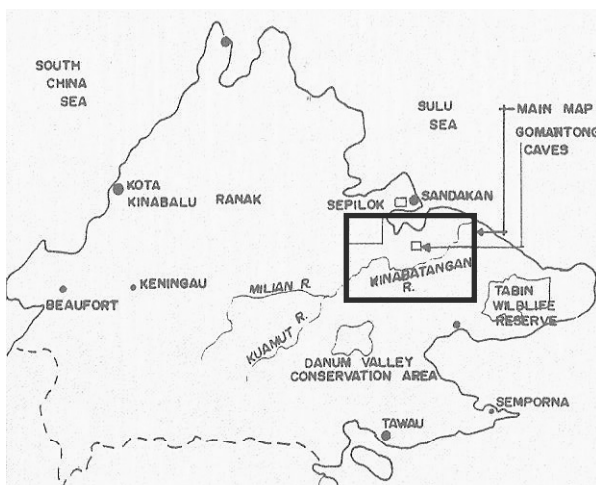 SOUTH
CHINA
SEA
SULU
SEA
MAIN MAP
GOMANTONG
CAVES
KOTA
KINABALU
RANAK
SEPILOK
SANDAKAN
KINABATANGAN
R.
BEAUFORT
KENINGAU
MILIAN R.
KUAMUT R.
TABIN
WILDLIFE
RESERVE
DANUM VALLEY
CONSERVATION AREA
SEMPORNA
TAWAU